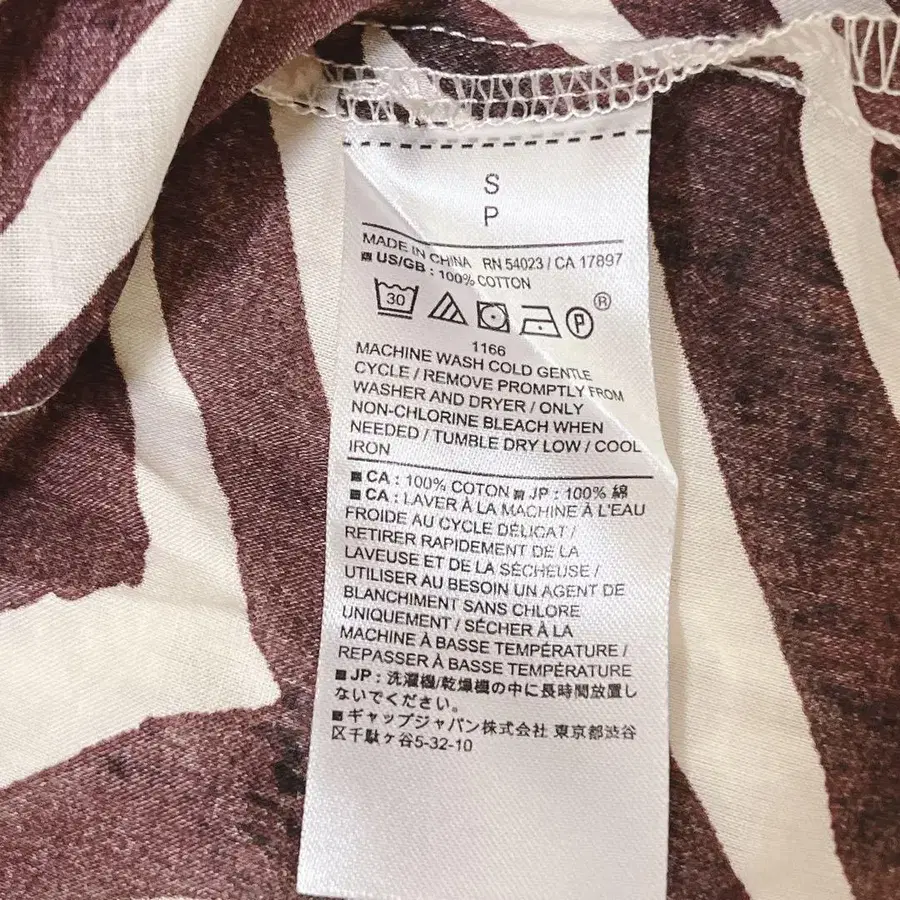 S
P
MADE IN CHINA RN 54023 / CA 17897
■ US/GB : 100% COTTON
30 P ®
1166
MACHINE WASH COLD GENTLE
CYCLE / REMOVE PROMPTLY FROM
WASHER AND DRYER / ONLY
NON-CHLORINE BLEACH WHEN
NEEDED / TUMBLE DRY LOW / COOL
IRON
■ CA : 100% COTON ■ JP : 100% 綿
■ CA : LAVER À LA MACHINE À L'EAU
FROIDE AU CYCLE DÉLICAT /
RETIRER RAPIDEMENT DE LA
LAVEUSE ET DE LA SÉCHEUSE /
UTILISER AU BESOIN UN AGENT DE
BLANCHIMENT SANS CHLORE
UNIQUEMENT / SÉCHER À LA
MACHINE À BASSE TEMPÉRATURE /
REPASSER À BASSE TEMPÉRATURE
■ JP : 洗濯機/乾燥機の中に長時間放置し
ないでください。
■ ギャップジャパン株式会社 東京都渋谷
区千駄ケ谷5-32-10